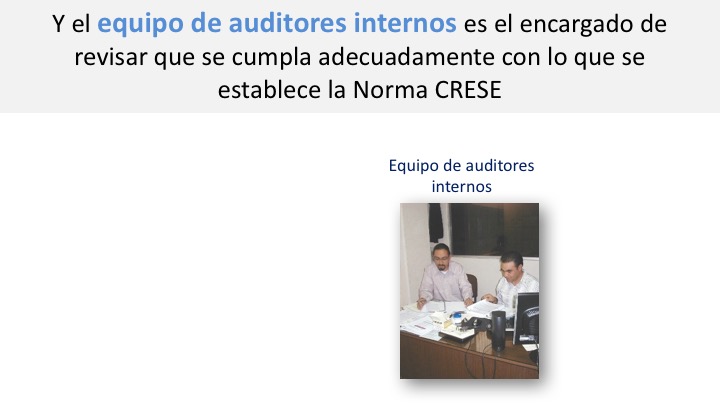 Y el equipo de auditores internos es el encargado de
revisar que se cumpla adecuadamente con lo que se
establece la Norma CRESE
Equipo de auditores
internos